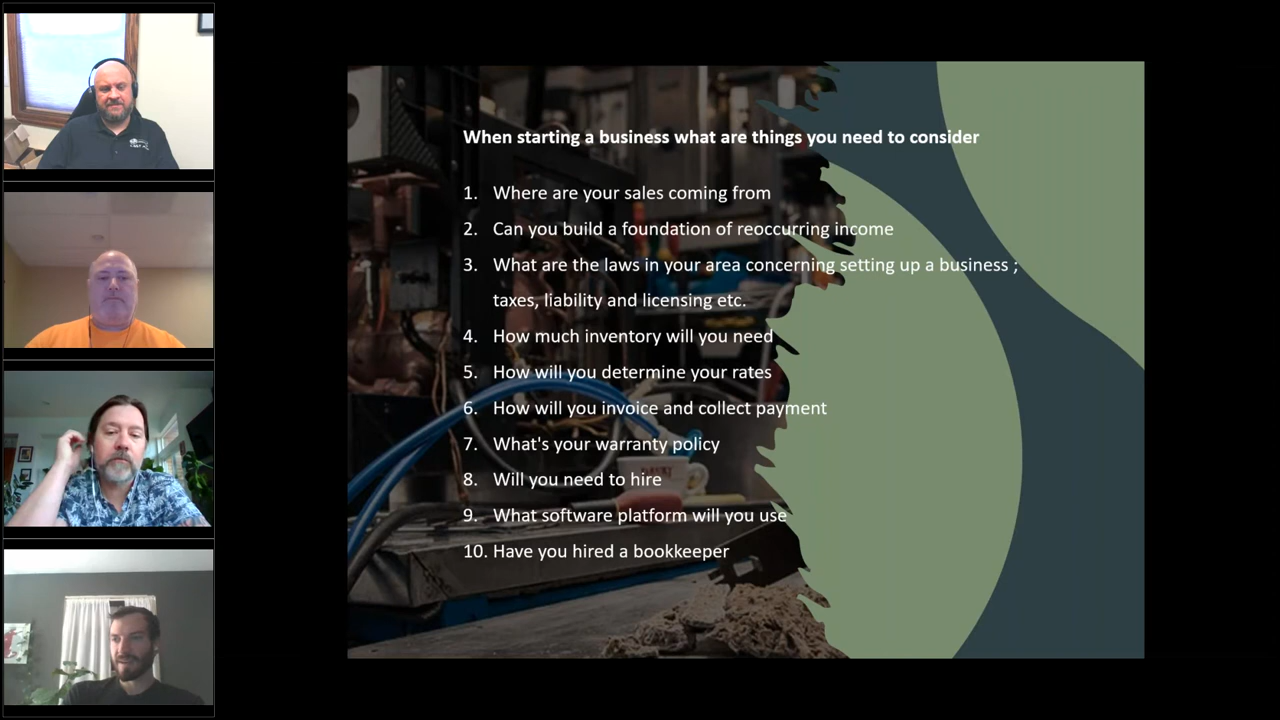 When starting a business what are things you need to consider
1. Where are your sales coming from
2. Can you build a foundation of reoccurring income
3. What are the laws in your area concerning setting up a business ;
taxes, liability and licensing etc.
4. How much inventory will you need
5. How will you determine your rates
6. How will you invoice and collect payment
7. What's your warranty policy
8. Will you need to hire
9. What software platform will you use
10. Have you hired a bookkeeper